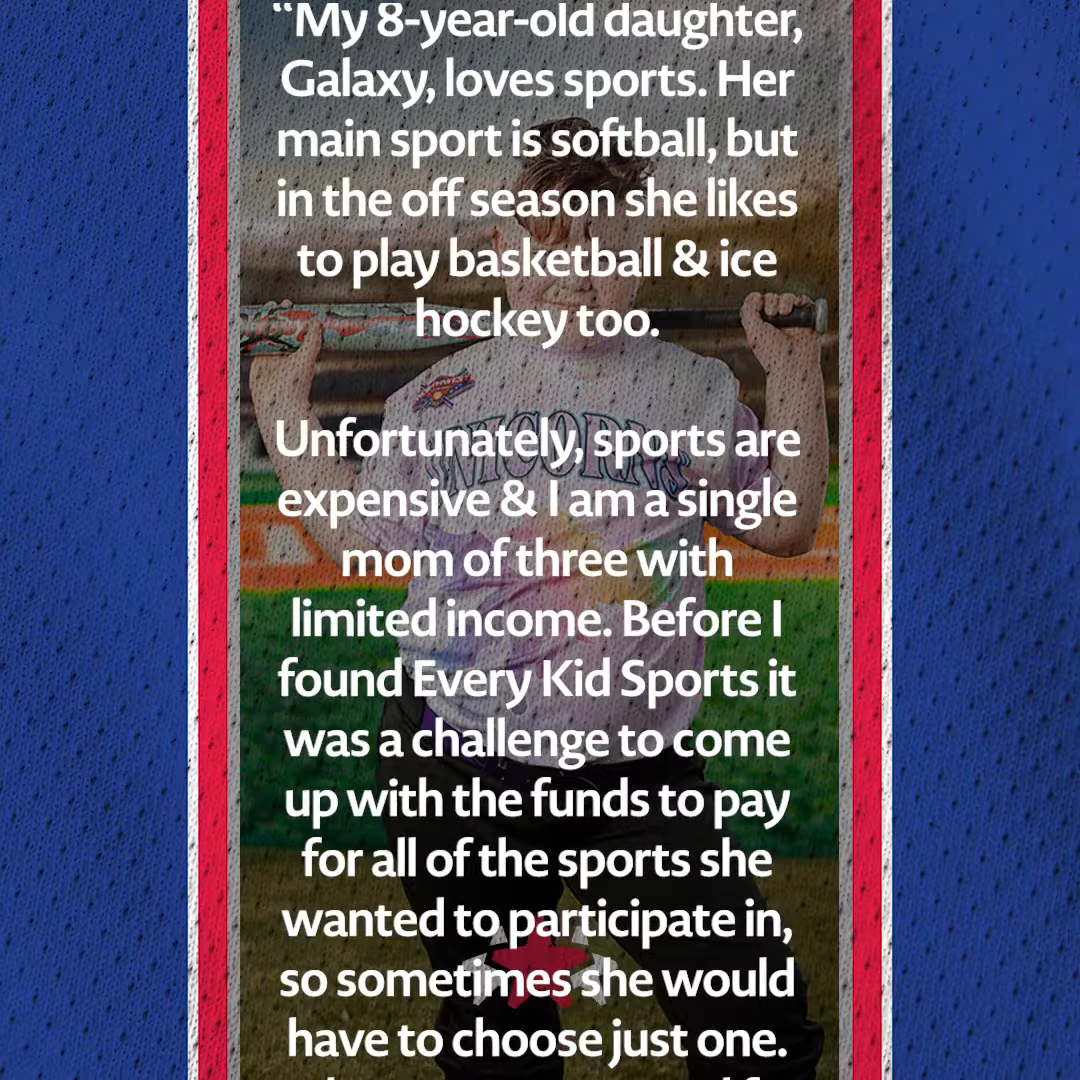 “My 8-year-old daughter,
Galaxy, loves sports. Her
main sport is softball, but
in the off season she likes
to play basketball & ice
hockey too.
Unfortunately, sports are
expensive & I am a single
mom of three with
limited income. Before I
found Every Kid Sports it
was a challenge to come
up with the funds to pay
for all of the sports she
wanted to participate in,
so sometimes she would
have to choose just one.
UNICORNS